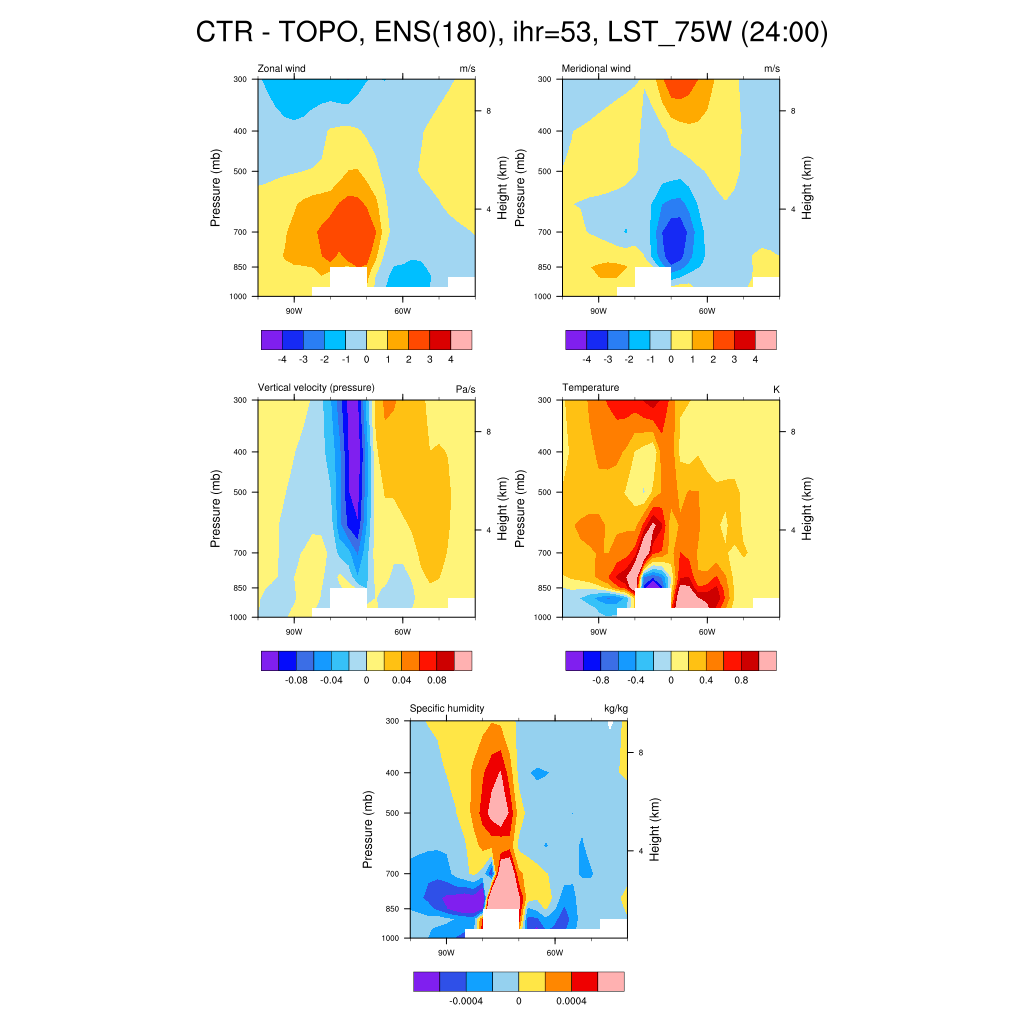 CTR - TOPO, ENS(180), ihr=53, LST_75W (24:00)
Zonal wind m/s
Pressure (mb)
Height (km)
300
400
500
700
850
1000
8
4
90W 60W
-4 -3 -2 -1 0 1 2 3 4
Meridional wind m/s
Pressure (mb)
Height (km)
300
400
500
700
850
1000
8
4
90W 60W
-4 -3 -2 -1 0 1 2 3 4
Vertical velocity (pressure) Pa/s
Pressure (mb)
Height (km)
300
400
500
700
850
1000
8
4
90W 60W
-0.08 -0.04 0 0.04 0.08
Temperature K
Pressure (mb)
Height (km)
300
400
500
700
850
1000
8
4
90W 60W
-0.8 -0.4 0 0.4 0.8
Specific humidity kg/kg
Pressure (mb)
Height (km)
300
400
500
700
850
1000
8
4
90W 60W
-0.0004 0 0.0004